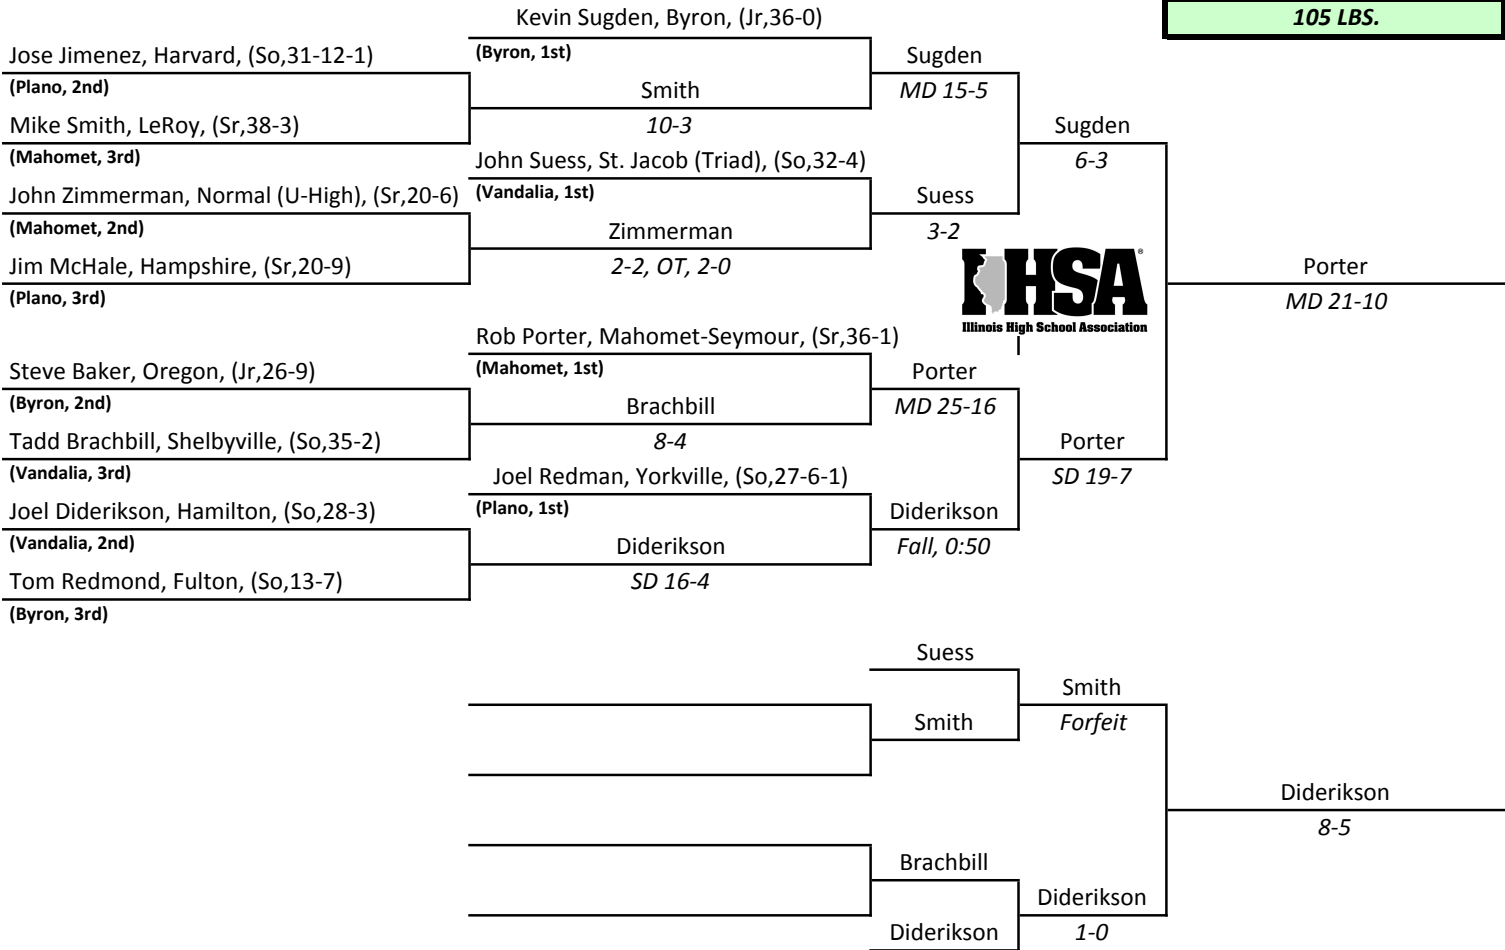 Kevin Sugden, Byron, (Jr,36-0)
105 LBS.
Jose Jimenez, Harvard, (So,31-12-1)
(Byron, 1st)
Sugden
(Plano, 2nd)
Smith
MD 15-5
Mike Smith, LeRoy, (Sr,38-3)
10-3
Sugden
(Mahomet, 3rd)
John Suess, St. Jacob (Triad), (So,32-4)
6-3
John Zimmerman, Normal (U-High), (Sr,20-6)
(Vandalia, 1st)
Suess
(Mahomet, 2nd)
Zimmerman
3-2
Jim McHale, Hampshire, (Sr,20-9)
2-2, OT, 2-0
IHSA
®
Porter
(Plano, 3rd)
MD 21-10
Illinois High School Association
Rob Porter, Mahomet-Seymour, (Sr,36-1)
Steve Baker, Oregon, (Jr,26-9)
(Mahomet, 1st)
Porter
(Byron, 2nd)
Brachbill
MD 25-16
Tadd Brachbill, Shelbyville, (So,35-2)
8-4
Porter
(Vandalia, 3rd)
Joel Redman, Yorkville, (So,27-6-1)
SD 19-7
Joel Diderikson, Hamilton, (So,28-3)
(Plano, 1st)
Diderikson
(Vandalia, 2nd)
Diderikson
Fall, 0:50
Tom Redmond, Fulton, (So,13-7)
SD 16-4
(Byron, 3rd)
Suess
Smith
Smith
Forfeit
Diderikson
8-5
Brachbill
Diderikson
Diderikson
1-0